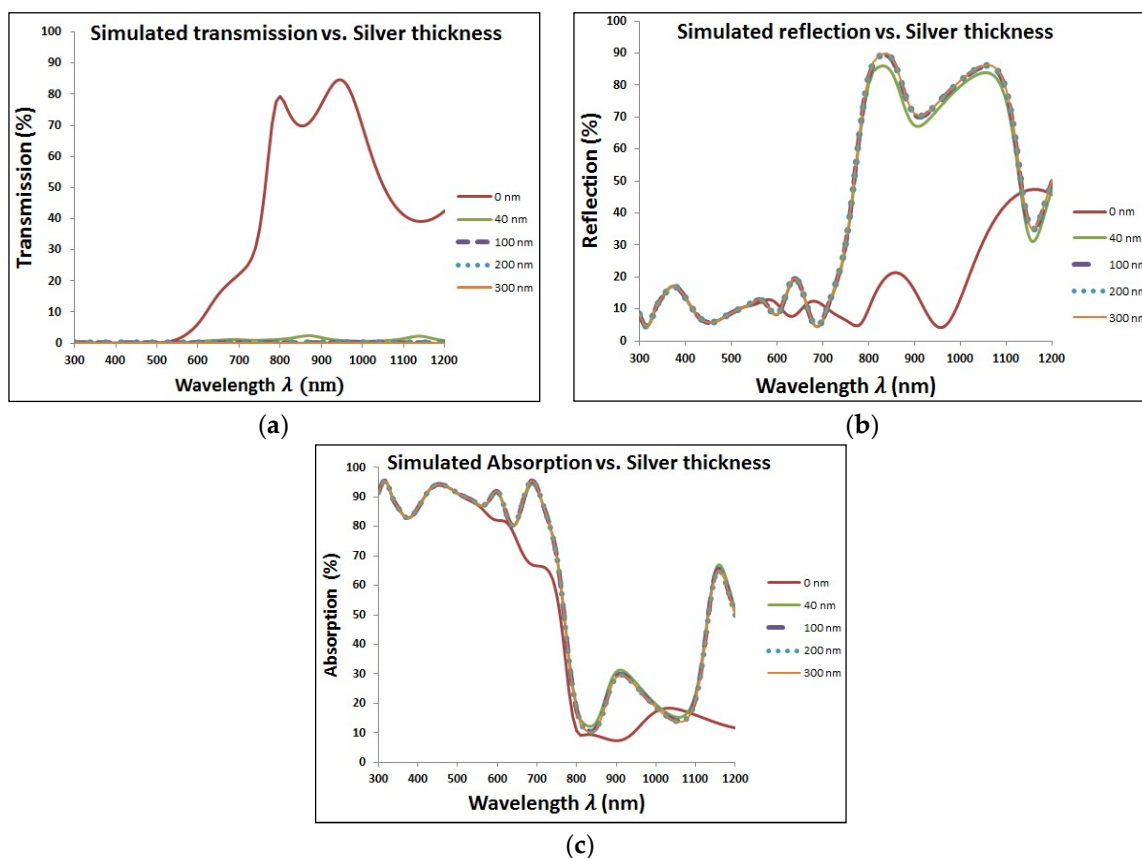 Simulated transmission vs. Silver thickness
Transmission (%)
100
90
80
70
60
50
40
30
20
10
0
300 400 500 600 700 800 900 1000 1100 1200
Wavelength λ (nm)
0 nm
40 nm
100 nm
200 nm
300 nm
(a)
Simulated reflection vs. Silver thickness
Reflection (%)
100
90
80
70
60
50
40
30
20
10
0
300 400 500 600 700 800 900 1000 1100 1200
Wavelength λ (nm)
0 nm
40 nm
100 nm
200 nm
300 nm
(b)
Simulated Absorption vs. Silver thickness
Absorption (%)
100
90
80
70
60
50
40
30
20
10
0
300 400 500 600 700 800 900 1000 1100 1200
Wavelength λ (nm)
0 nm
40 nm
100 nm
200 nm
300 nm
(c)